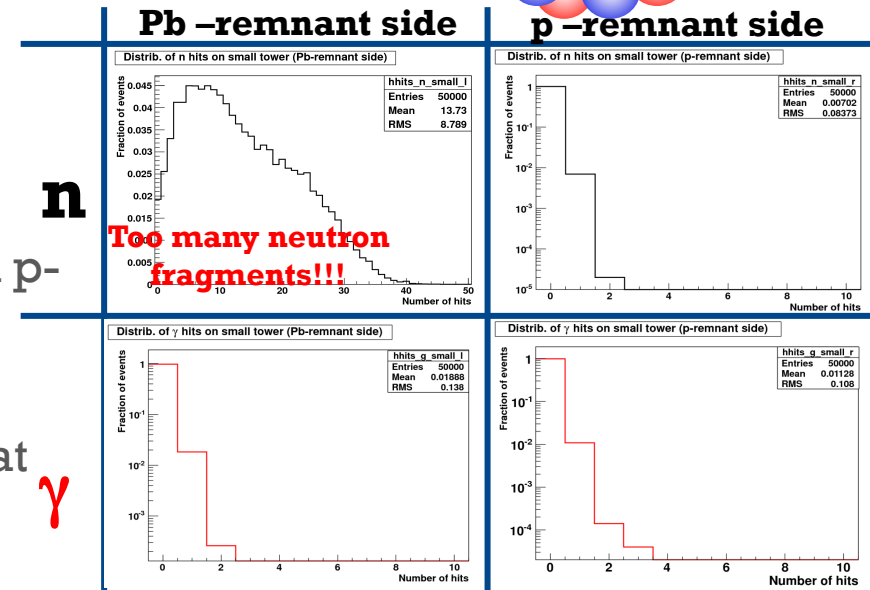 Pb –remnant side
p –remnant side
n
p-
at
γ
Distrib. of n hits on small tower (Pb-remnant side)
Fraction of events
0.045
0.04
0.035
0.03
0.025
0.02
0.015
0.005
0
0 10 20 30 40 50
Number of hits
hhits_n_small_l
Entries 50000
Mean 13.73
RMS 8.789
Too many neutron
fragments!!!
Distrib. of n hits on small tower (p-remnant side)
Fraction of events
1
10-1
10-2
10-3
10-4
10-5
0 2 4 6 8 10
Number of hits
hhits_n_small_r
Entries 50000
Mean 0.00702
RMS 0.08373
Distrib. of γ hits on small tower (Pb-remnant side)
Fraction of events
1
10-1
10-2
10-3
0 2 4 6 8 10
Number of hits
hhits_g_small_l
Entries 50000
Mean 0.01888
RMS 0.138
Distrib. of γ hits on small tower (p-remnant side)
Fraction of events
1
10-1
10-2
10-3
10-4
0 2 4 6 8 10
Number of hits
hhits_g_small_r
Entries 50000
Mean 0.01128
RMS 0.108